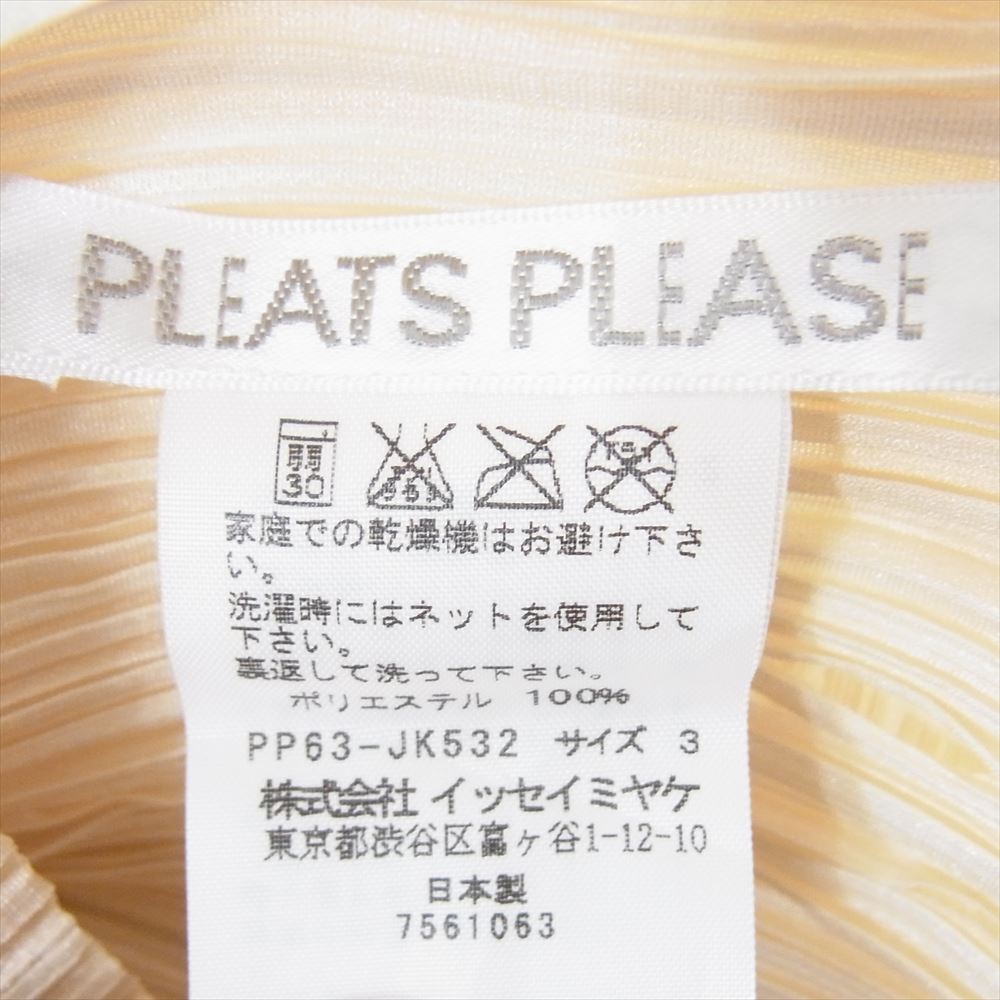 PLEATS PLEASE
弱
30
家庭での乾燥機はお避け下さ
い。
洗濯時にはネットを使用して
下さい。
裏返して洗って下さい。
ポリエステル 100%
PP63-JK532 サイズ 3
株式会社 イッセイミヤケ
東京都渋谷区富ヶ谷1-12-10
日本製
7561063